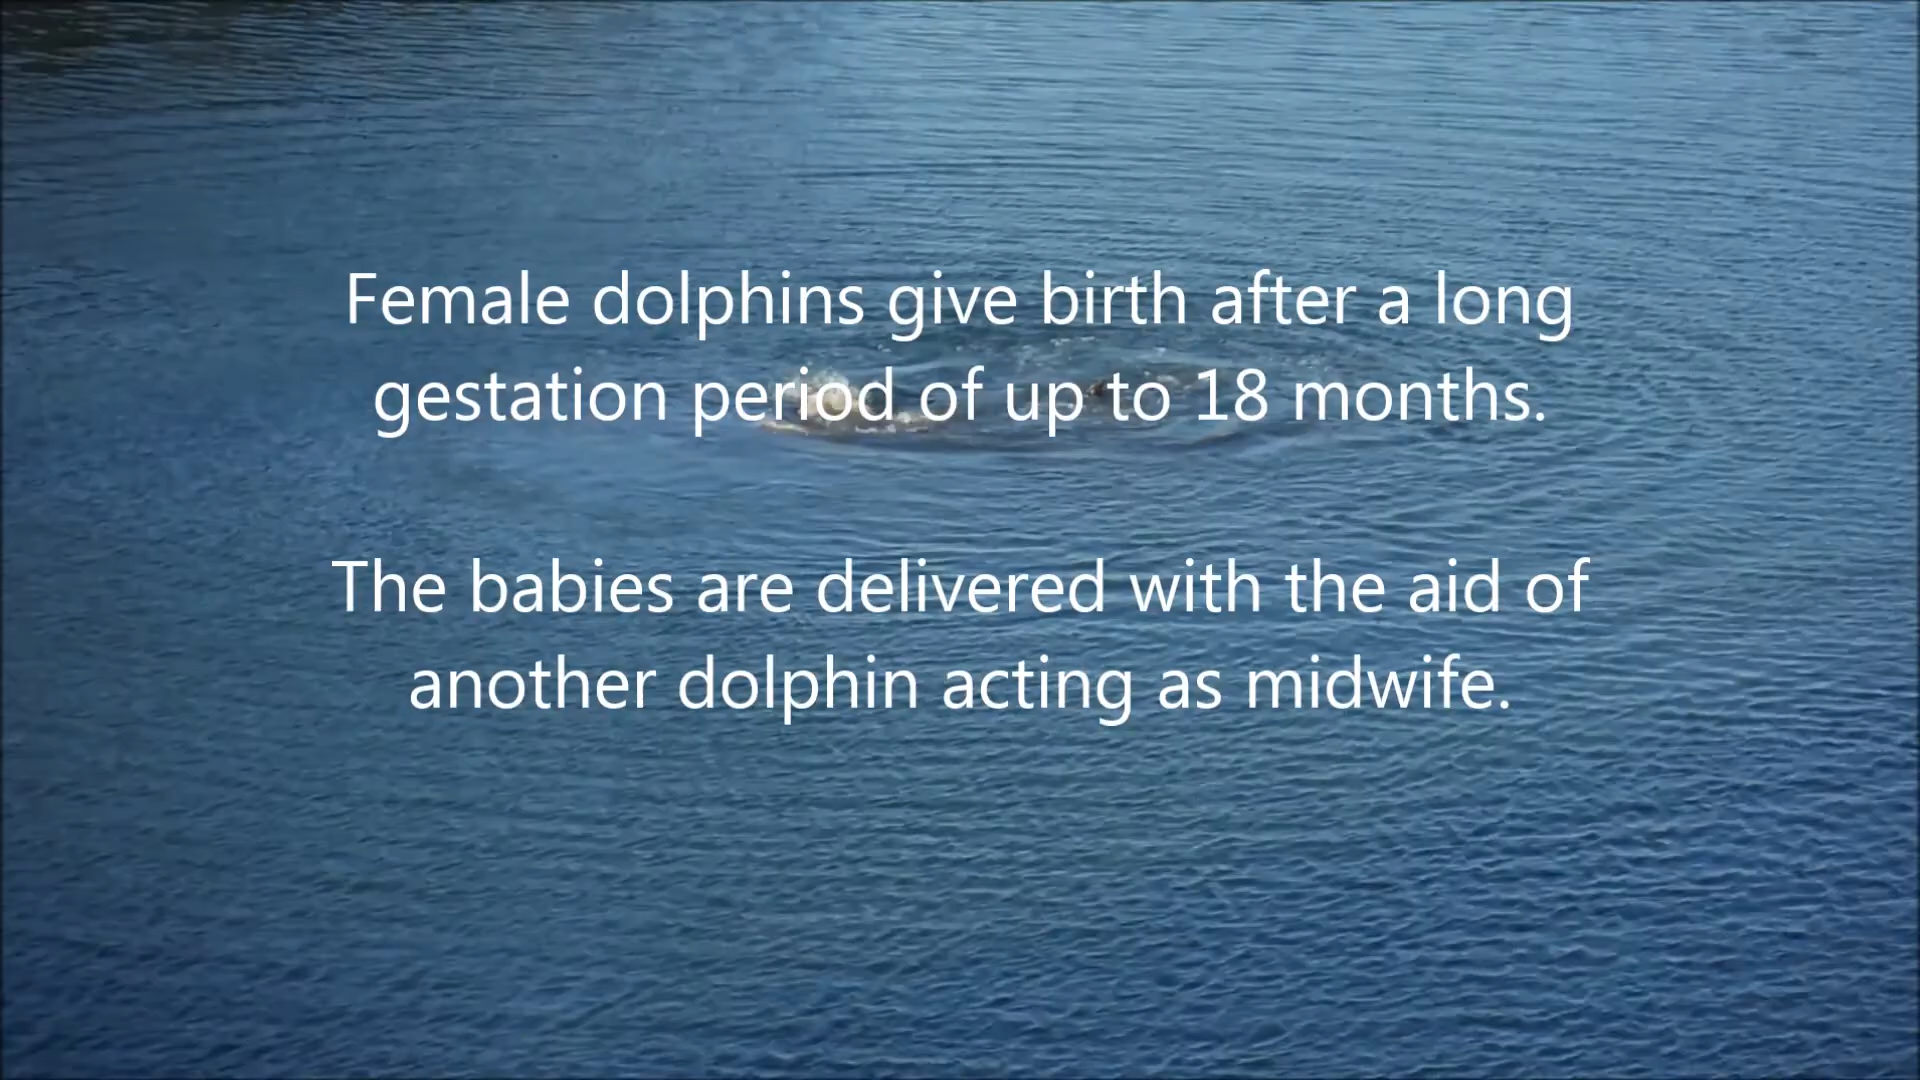 Female dolphins give birth after a long
gestation period of up to 18 months.
The babies are delivered with the aid of
another dolphin acting as midwife.